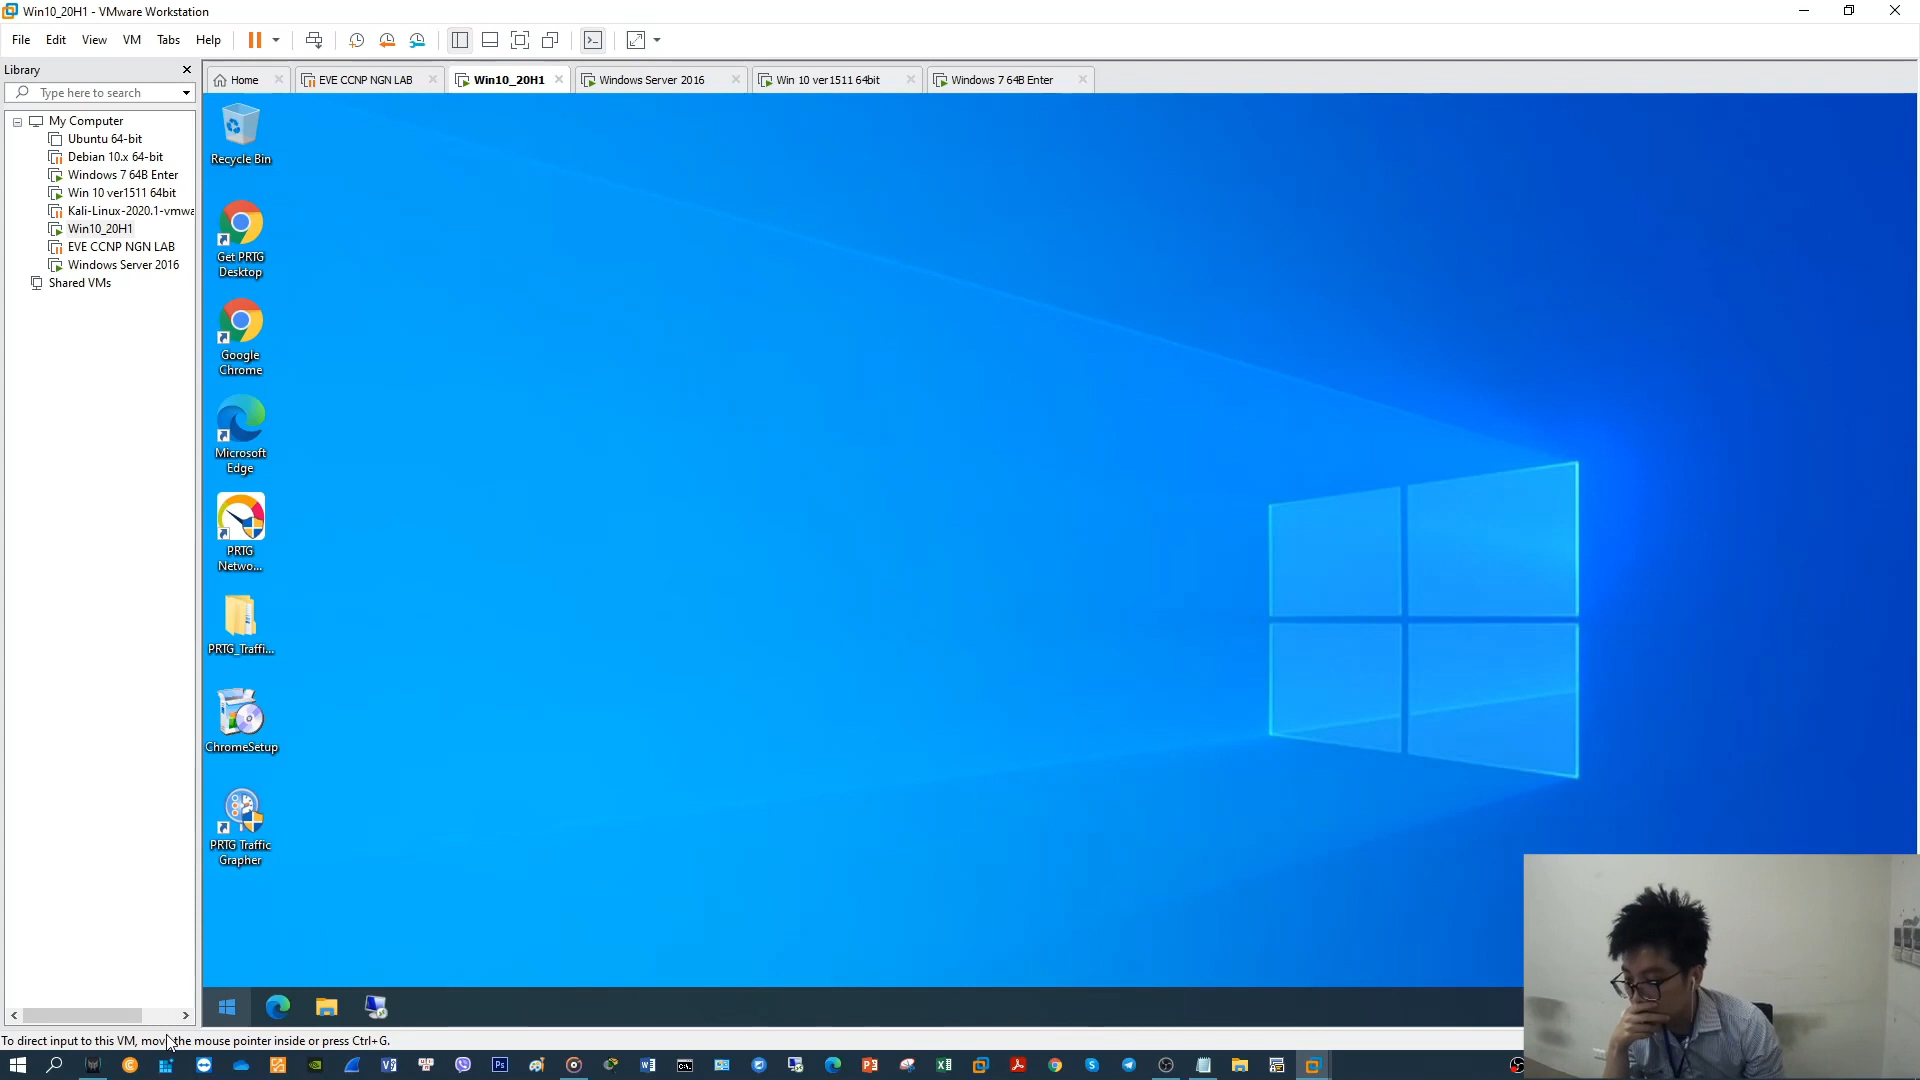 Win10_20H1 - VMware Workstation
File Edit View VM Tabs Help
Library
Type here to search
Home
EVE CCNP NGN LAB
Win10_20H1
Windows Server 2016
Win 10 ver1511 64bit
Windows 7 64B Enter
My Computer
Ubuntu 64-bit
Debian 10.x 64-bit
Windows 7 64B Enter
Win 10 ver1511 64bit
Kali-Linux-2020.1-vmwa
Win10_20H1
EVE CCNP NGN LAB
Windows Server 2016
Shared VMs
Recycle Bin
Get PRTG
Desktop
Google
Chrome
Microsoft
Edge
PRTG
Netwo...
PRTG_Traffi...
ChromeSetup
PRTG Traffic
Grapher
To direct input to this VM, move the mouse pointer inside or press Ctrl+G.